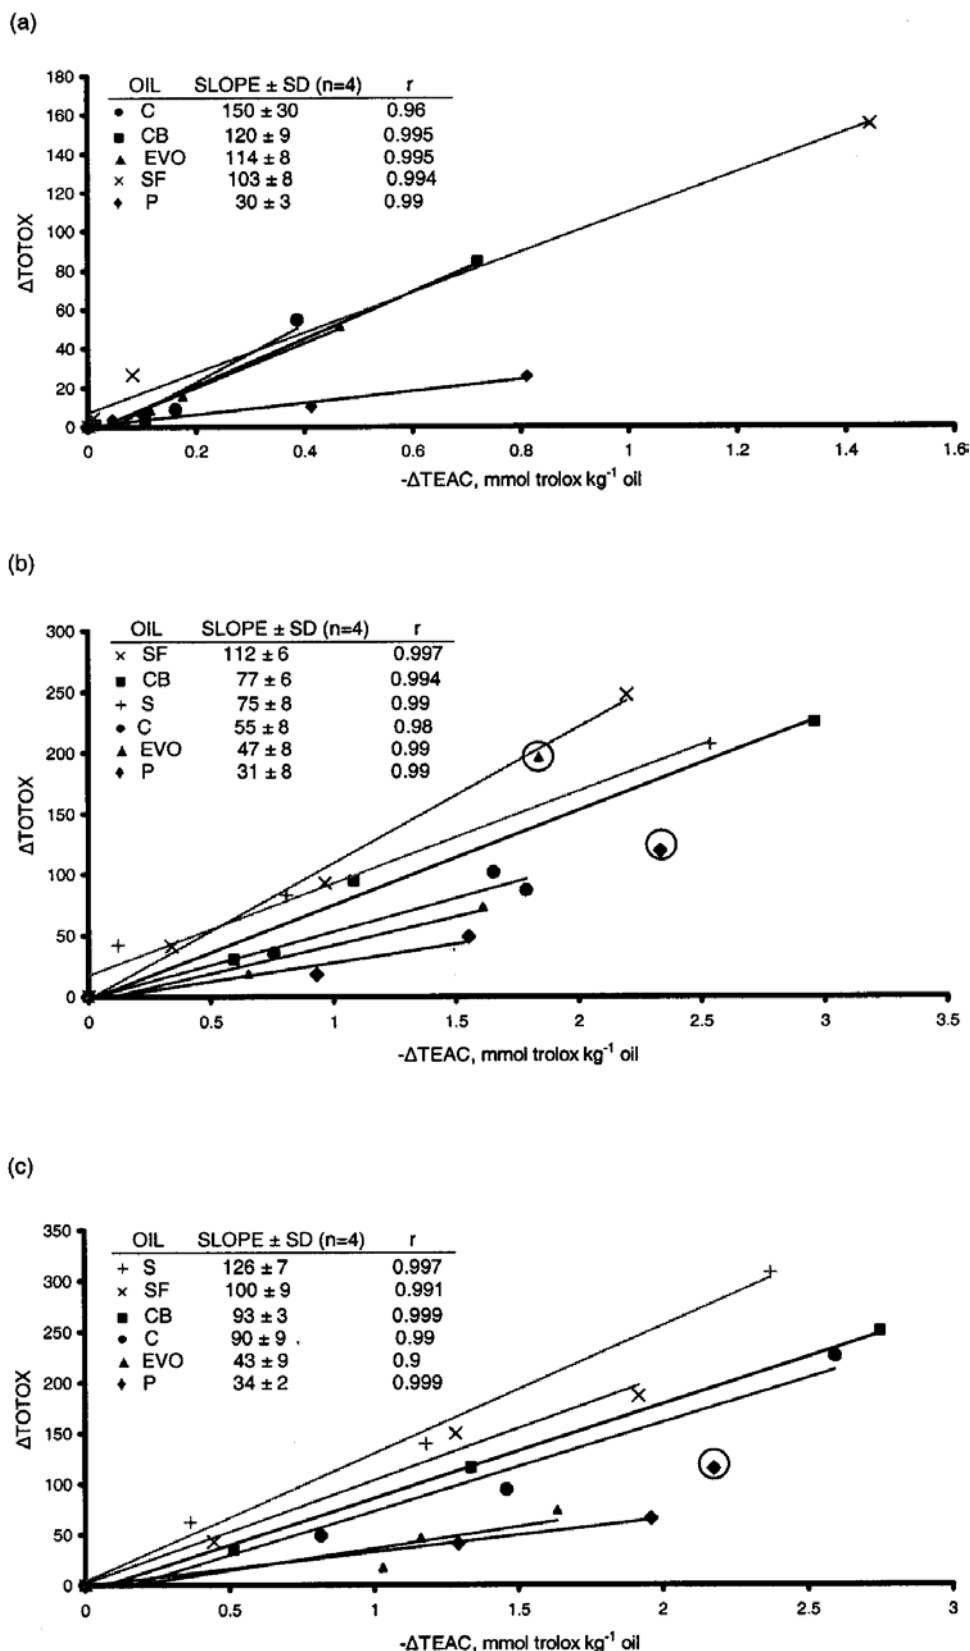 (a)
180
OIL SLOPE ± SD (n=4) r
160
C 150 ± 30 0.96
CB 120 ± 9 0.995
140
EVO 114 ± 8 0.995
SF 103 ± 8 0.994
120
P 30 ± 3 0.99
100
80
60
40
20
0
ΔTOTOX
0 0.2 0.4 0.6 0.8 1 1.2 1.4 1.6
-ΔTEAC, mmol trolox kg⁻¹ oil
(b)
300
OIL SLOPE ± SD (n=4) r
SF 112 ± 6 0.997
250
CB 77 ± 6 0.994
S 75 ± 8 0.99
C 55 ± 8 0.98
200
EVO 47 ± 8 0.99
P 31 ± 8 0.99
150
100
50
0
ΔTOTOX
0 0.5 1 1.5 2 2.5 3 3.5
-ΔTEAC, mmol trolox kg⁻¹ oil
(c)
350
OIL SLOPE ± SD (n=4) r
S 126 ± 7 0.997
300
SF 100 ± 9 0.991
CB 93 ± 3 0.999
250
C 90 ± 9 0.99
EVO 43 ± 9 0.9
200
P 34 ± 2 0.999
150
100
50
0
ΔTOTOX
0 0.5 1 1.5 2 2.5 3
-ΔTEAC, mmol trolox kg⁻¹ oil